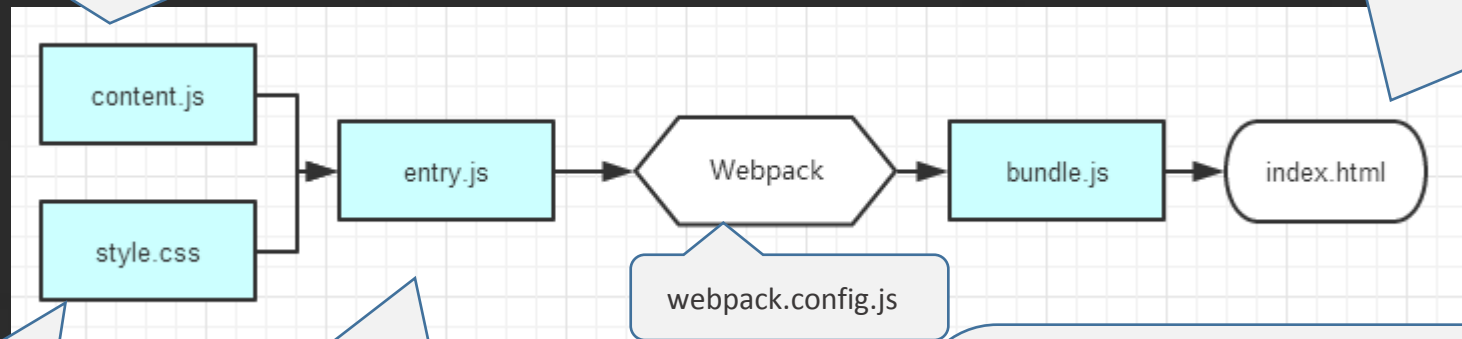 content.js
style.css
entry.js
Webpack
webpack.config.js
bundle.js
index.html